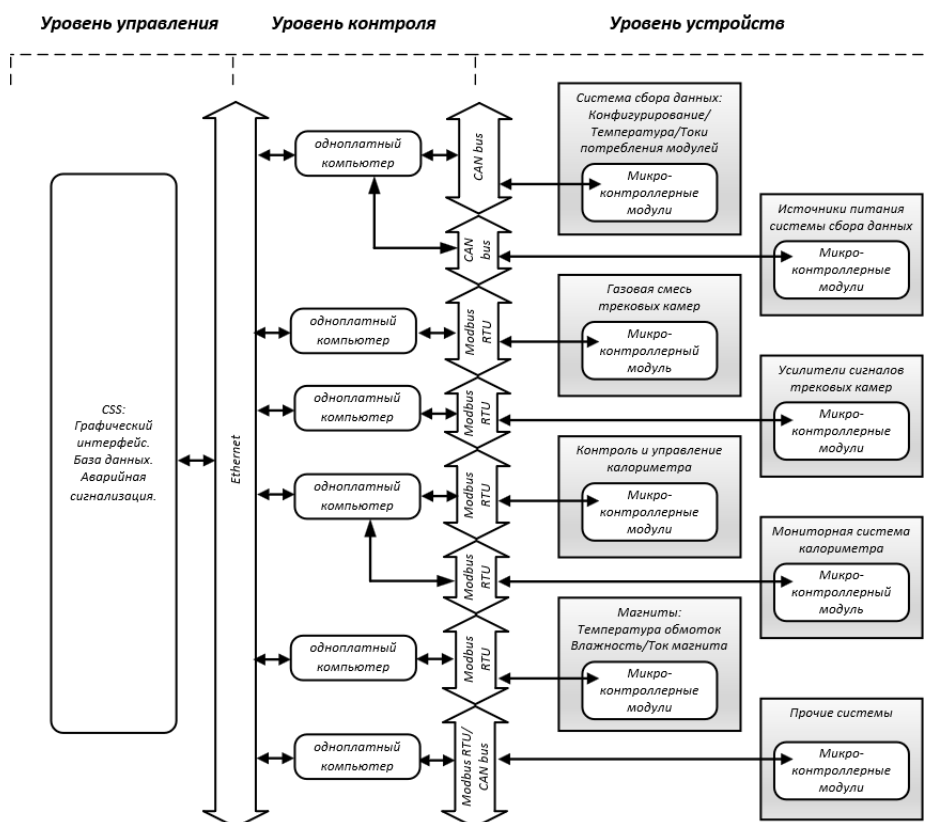 Уровень управления
Уровень контроля
Уровень устройств
CSS:
Графический
интерфейс.
База данных.
Аварийная
сигнализация.
Ethernet
одноплатный
компьютер
CAN bus
Система сбора данных:
Конфигурирование/
Температура/Токи
потребления модулей
Микро-
контроллерные
модули
CAN
bus
Источники питания
системы сбора данных
Микро-
контроллерные
модули
одноплатный
компьютер
Modbus
RTU
Газовая смесь
трековых камер
Микро-
контроллерный
модуль
одноплатный
компьютер
Modbus
RTU
Усилители сигналов
трековых камер
Микро-
контроллерные
модули
одноплатный
компьютер
Modbus
RTU
Контроль и управление
калориметра
Микро-
контроллерные
модули
Modbus
RTU
Мониторная система
калориметра
Микро-
контроллерный
модуль
одноплатный
компьютер
Modbus
RTU
Магниты:
Температура обмоток
Влажность/Ток магнита
Микро-
контроллерные
модули
одноплатный
компьютер
Modbus RTU/
CAN bus
Прочие системы
Микро-
контроллерные
модули